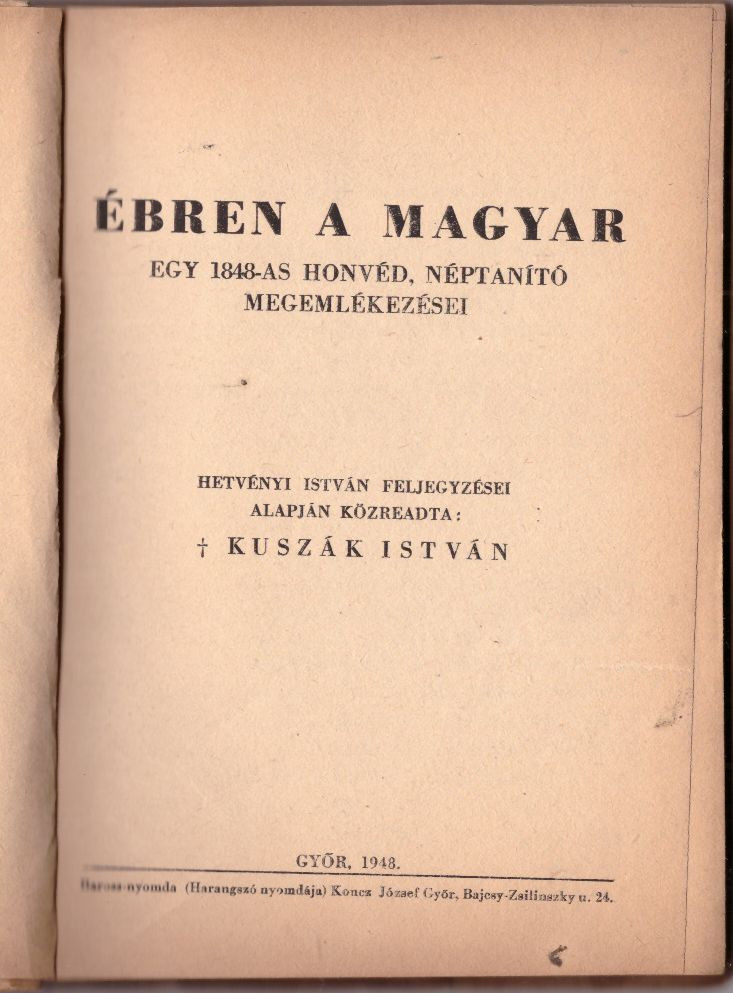 ÉBREN A MAGYAR
EGY 1848-AS HONVÉD, NÉPTANÍTÓ
MEGEMLÉKEZÉSEI
HETVÉNYI ISTVÁN FELJEGYZÉSEI
ALAPJÁN KÖZREADTA:
† KUSZÁK ISTVÁN
GYŐR, 1948.
Baross-nyomda (Harangszó nyomdája) Koncz József Győr, Bajcsy-Zsilinszky u. 24.